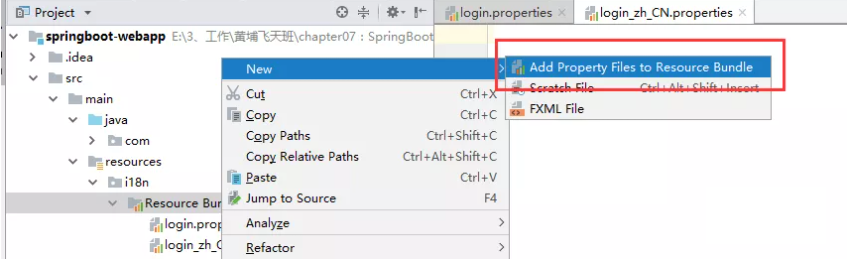 Project
login.properties
login_zh_CN.properties
springboot-webapp E:\3、工作\黄埔飞天班\chapter07：SpringBoot
.idea
New
Add Property Files to Resource Bundle
src
Cut Ctrl+X
Scratch File Ctrl+Alt+Shift+Insert
main
Copy Ctrl+C
FXML File
java
Copy Paths Ctrl+Shift+C
com
Copy Relative Paths Ctrl+Alt+Shift+C
resources
Paste Ctrl+V
i18n
Jump to Source F4
Resource Bun
Analyze
login.prop
login_zh_C
Refactor